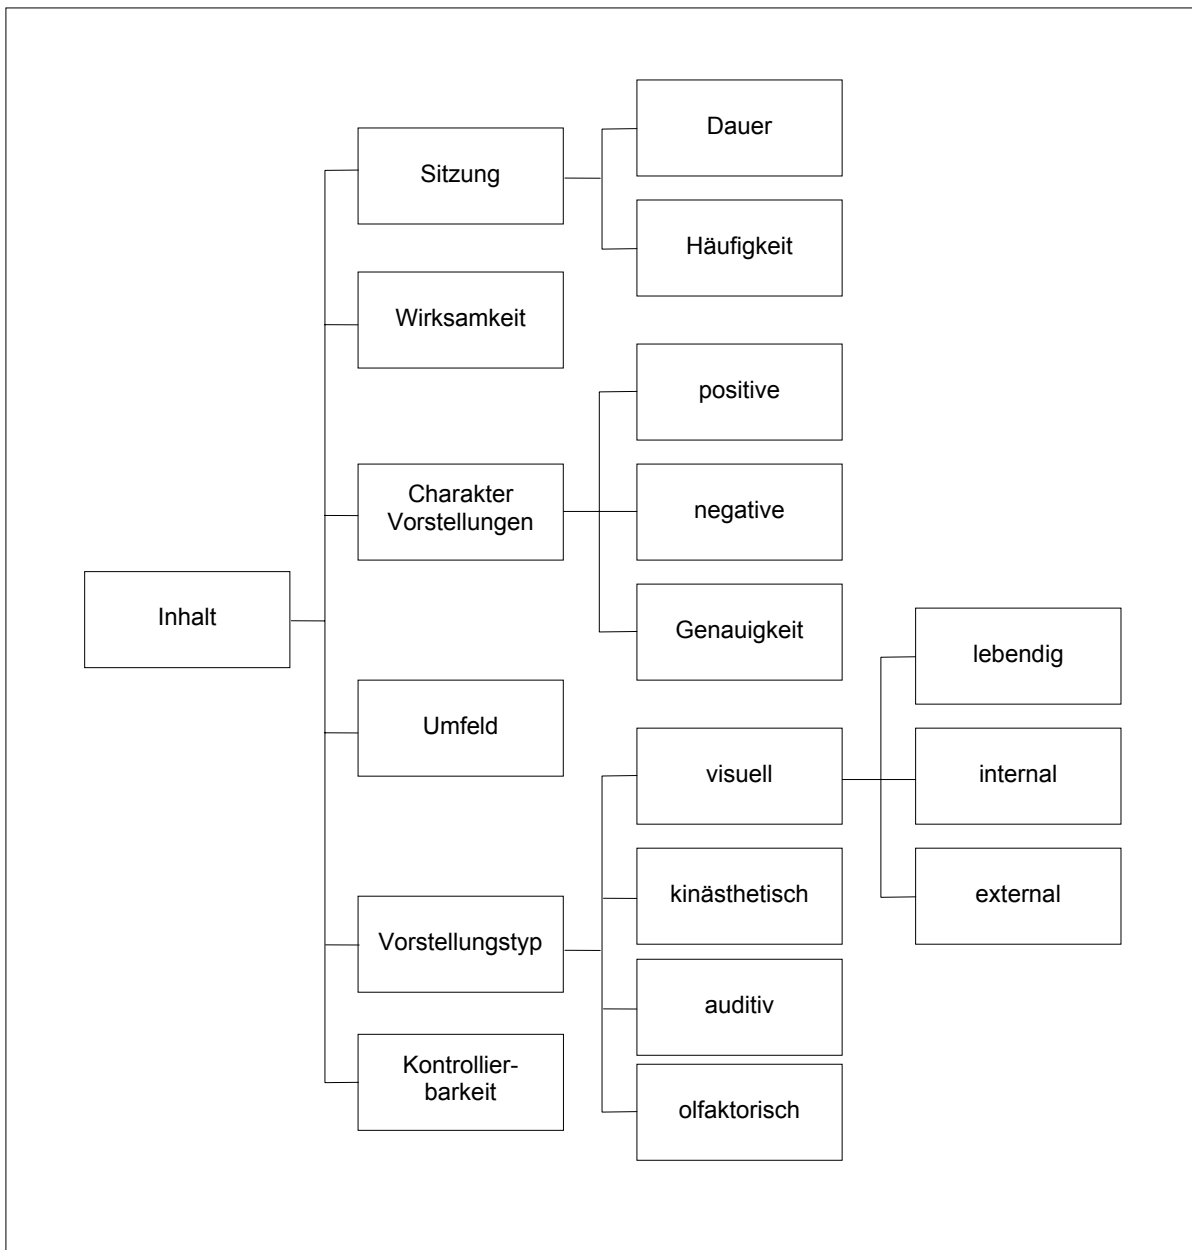 Inhalt
Sitzung
Dauer
Häufigkeit
Wirksamkeit
Charakter
Vorstellungen
positive
negative
Genauigkeit
Umfeld
Vorstellungstyp
visuell
lebendig
internal
external
kinästhetisch
auditiv
olfaktorisch
Kontrollier-
barkeit